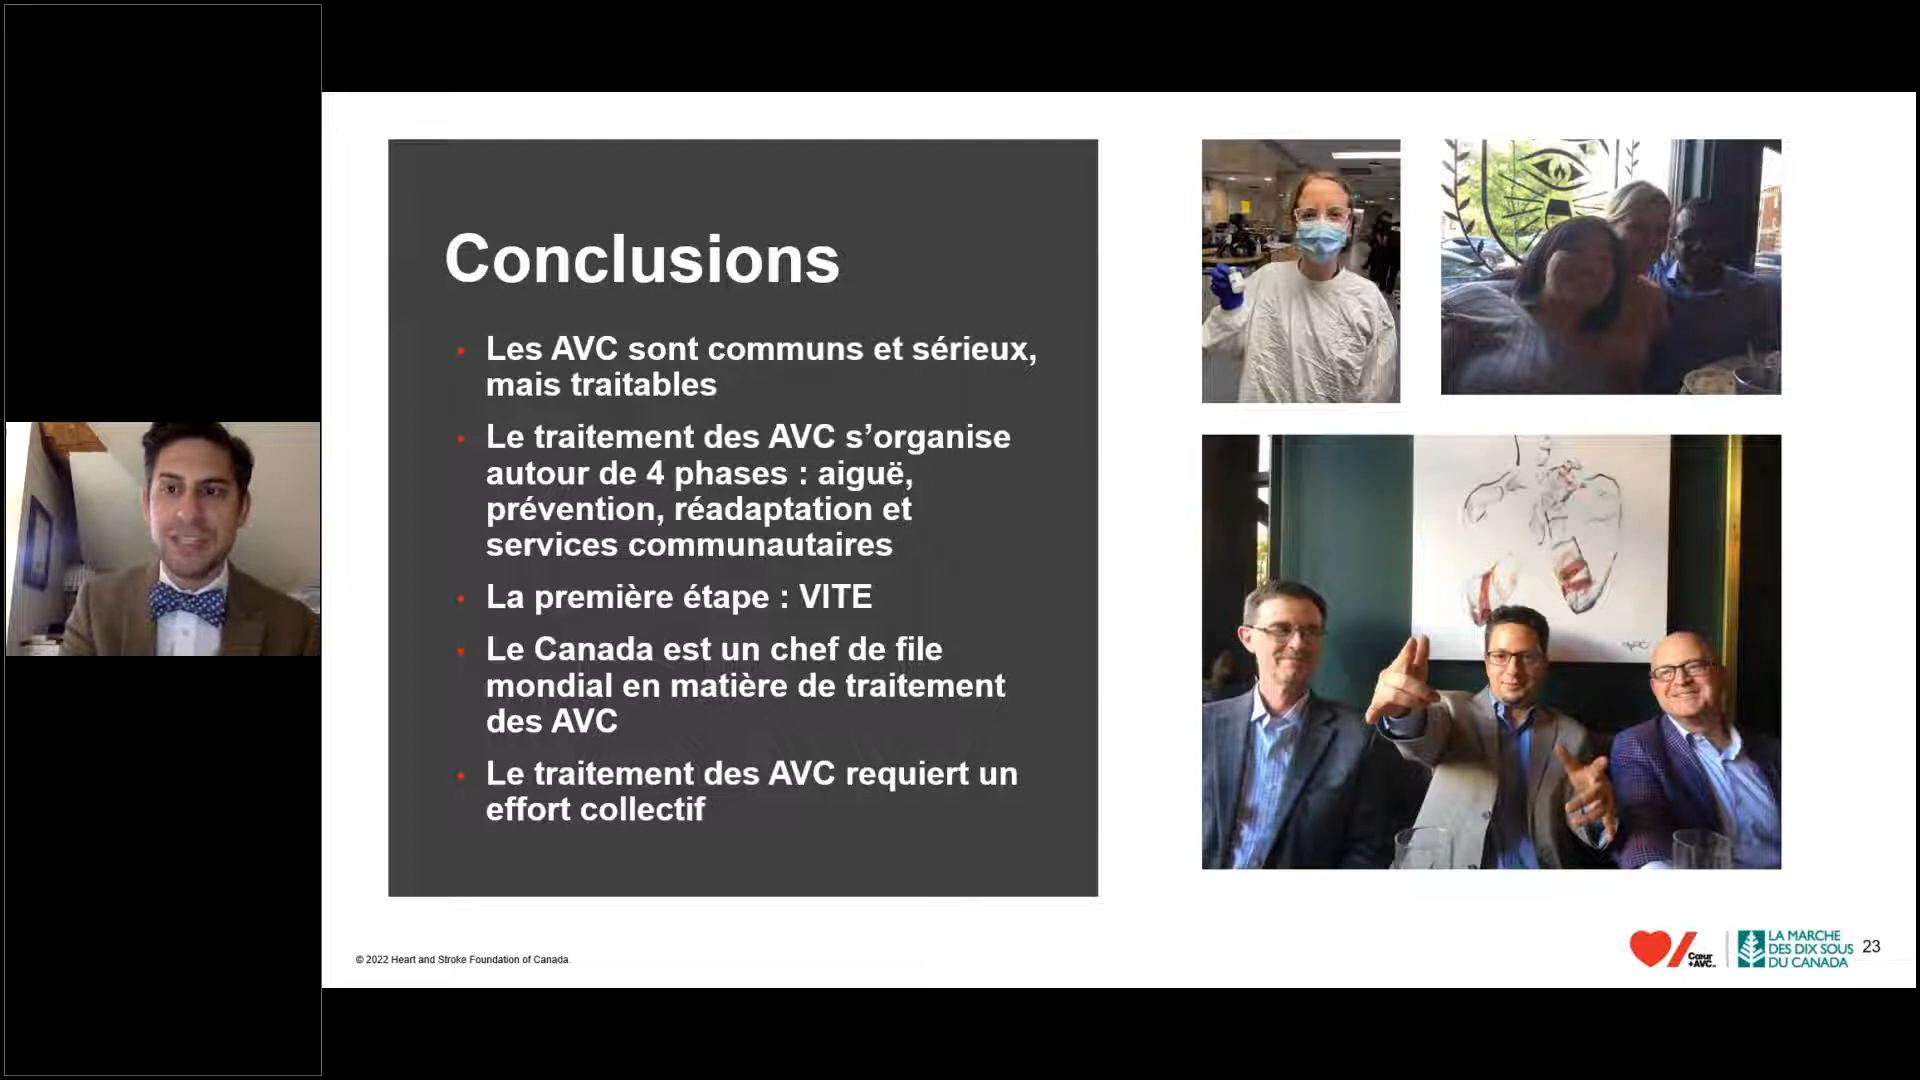 Conclusions
• Les AVC sont communs et sérieux,
mais traitables
• Le traitement des AVC s’organise
autour de 4 phases : aiguë,
prévention, réadaptation et
services communautaires
• La première étape : VITE
• Le Canada est un chef de file
mondial en matière de traitement
des AVC
• Le traitement des AVC requiert un
effort collectif
© 2022 Heart and Stroke Foundation of Canada.
Cœur
+AVC™
LA MARCHE
DES DIX SOUS
DU CANADA
23